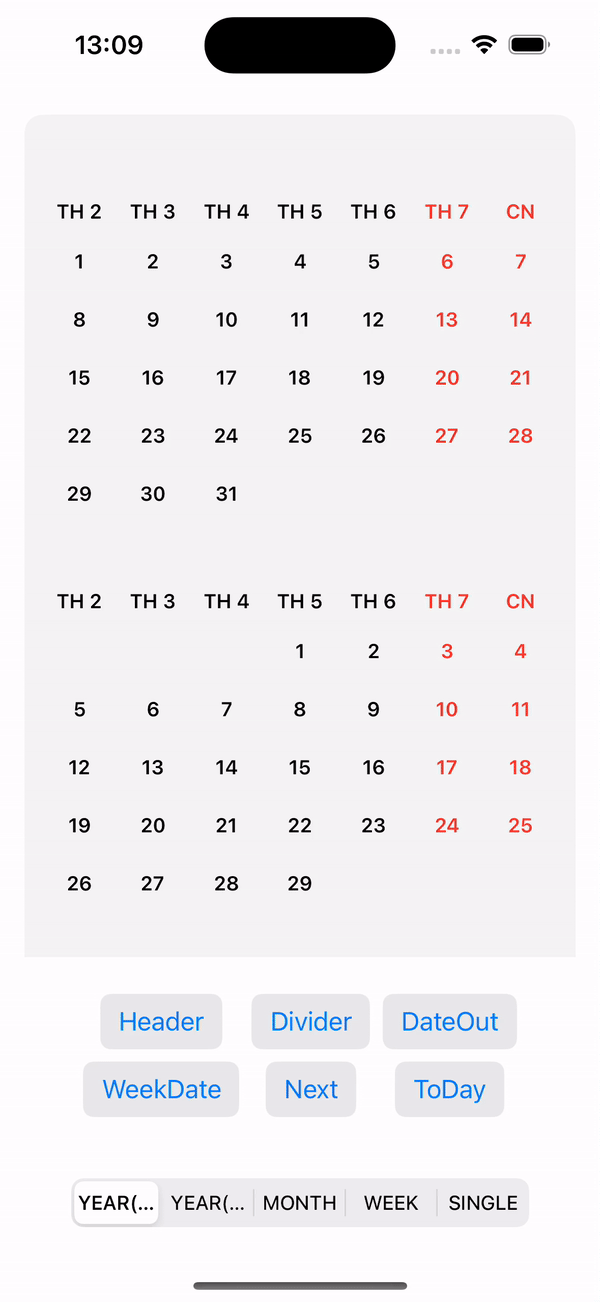 13:09
TH 2 TH 3 TH 4 TH 5 TH 6 TH 7 CN
1 2 3 4 5 6 7
8 9 10 11 12 13 14
15 16 17 18 19 20 21
22 23 24 25 26 27 28
29 30 31
TH 2 TH 3 TH 4 TH 5 TH 6 TH 7 CN
1 2 3 4
5 6 7 8 9 10 11
12 13 14 15 16 17 18
19 20 21 22 23 24 25
26 27 28 29
Header Divider DateOut
WeekDate Next ToDay
YEAR(... YEAR(... MONTH WEEK SINGLE